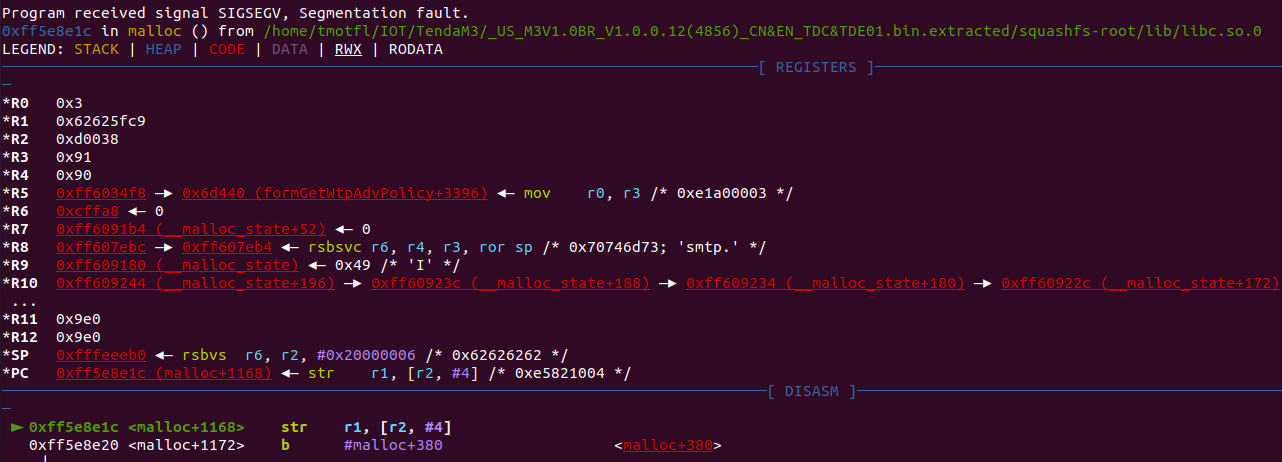 Program received signal SIGSEGV, Segmentation fault.
0xff5e8e1c in malloc () from /home/tmotfl/IOT/TendaM3/_US_M3V1.0BR_V1.0.0.12(4856)_CN&EN_TDC&TDE01.bin.extracted/squashfs-root/lib/libc.so.0
LEGEND: STACK | HEAP | CODE | DATA | RWX | RODATA
[ REGISTERS ]
*R0 0x3
*R1 0x62625fc9
*R2 0xd0038
*R3 0x91
*R4 0x90
*R5 0xff6034f8 —▸ 0x6d440 (formGetWtpAdvPolicy+3396) ◂— mov r0, r3 /* 0xe1a00003 */
*R6 0xcffa8 ◂— 0
*R7 0xff6091b4 (__malloc_state+52) ◂— 0
*R8 0xff607ebc —▸ 0xff607eb4 ◂— rsbsvc r6, r4, r3, ror sp /* 0x70746d73; 'smtp.' */
*R9 0xff609180 (__malloc_state) ◂— 0x49 /* 'I' */
*R10 0xff609244 (__malloc_state+196) —▸ 0xff60923c (__malloc_state+188) —▸ 0xff609234 (__malloc_state+180) —▸ 0xff60922c (__malloc_state+172)
...
*R11 0x9e0
*R12 0x9e0
*SP 0xfffeeeb0 ◂— rsbvs r6, r2, #0x20000006 /* 0x62626262 */
*PC 0xff5e8e1c (malloc+1168) ◂— str r1, [r2, #4] /* 0xe5821004 */
[ DISASM ]
► 0xff5e8e1c <malloc+1168> str r1, [r2, #4]
0xff5e8e20 <malloc+1172> b #malloc+380 <malloc+380>